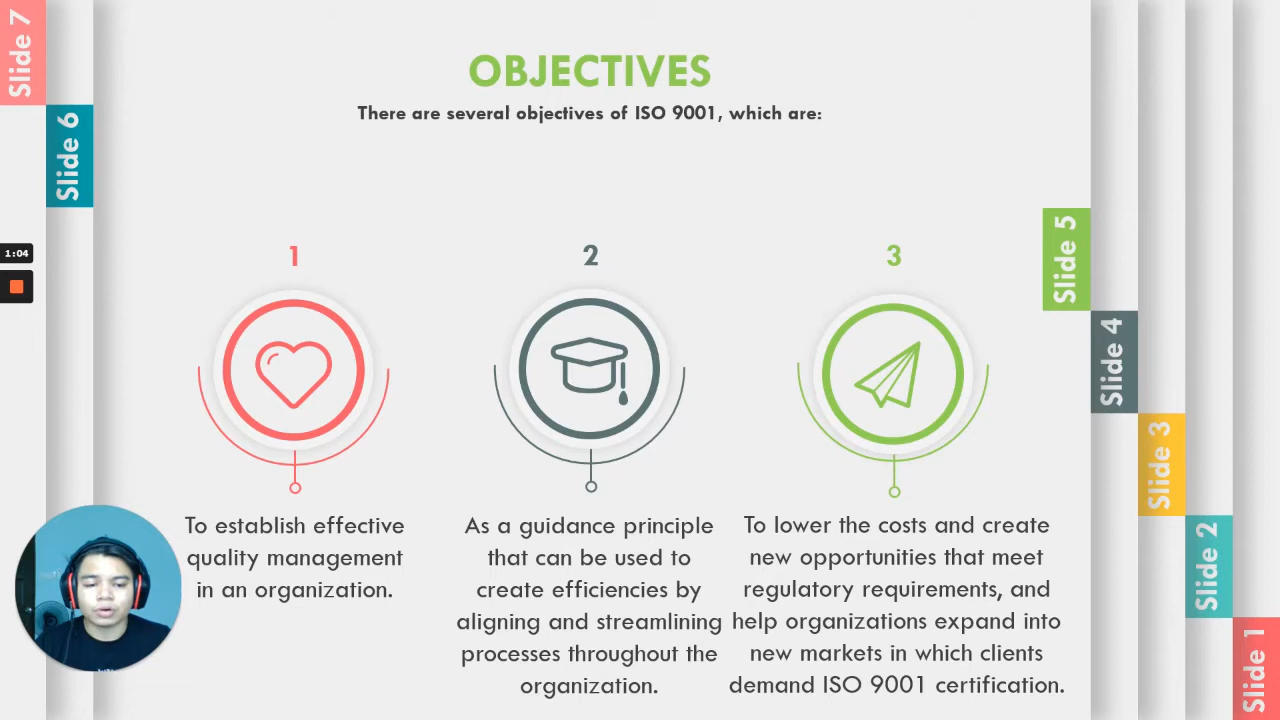 Slide 7
Slide 6
OBJECTIVES
There are several objectives of ISO 9001, which are:
1:04
1
2
3
To establish effective
quality management
in an organization.
As a guidance principle
that can be used to
create efficiencies by
aligning and streamlining
processes throughout the
organization.
To lower the costs and create
new opportunities that meet
regulatory requirements, and
help organizations expand into
new markets in which clients
demand ISO 9001 certification.
Slide 5
Slide 4
Slide 3
Slide 2
Slide 1